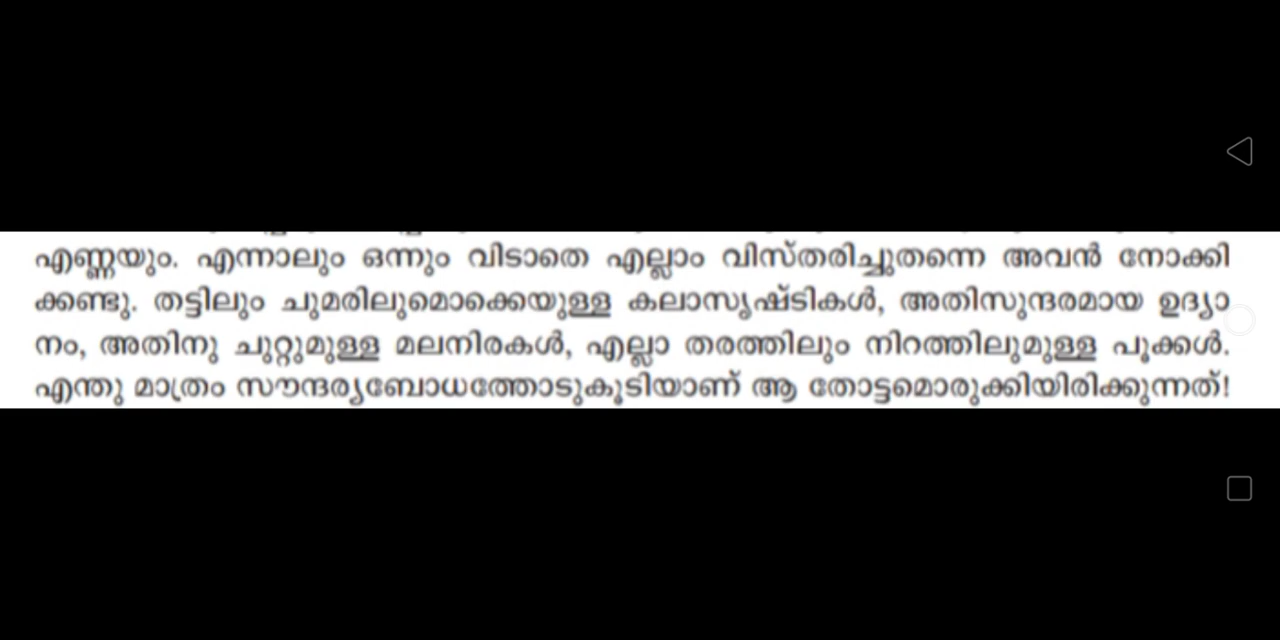 എണ്ണയും. എന്നാലും ഒന്നും വിടാതെ എല്ലാം വിസ്തരിച്ചുതന്നെ അവൻ നോക്കി
ക്കണ്ടു. തട്ടിലും ചുമരിലുമൊക്കെയുള്ള കലാസൃഷ്ടികൾ, അതിസുന്ദരമായ ഉദ്യാ
നം, അതിനു ചുറ്റുമുള്ള മലനിരകൾ, എല്ലാ തരത്തിലും നിറത്തിലുമുള്ള പൂക്കൾ.
എന്തു മാത്രം സൗന്ദര്യബോധത്തോടുകൂടിയാണ് ആ തോട്ടമൊരുക്കിയിരിക്കുന്നത്!